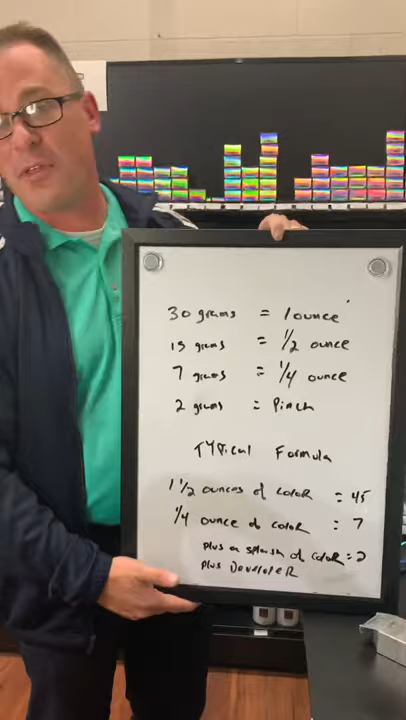 30 grams = 1 ounce
15 grams = 1/2 ounce
7 grams = 1/4 ounce
2 grams = Pinch
TYPical Formula
1 1/2 ounces of coloR = 45
1/4 ounce of coloR = 7
Plus a splash of coloR = 2
Plus DeveloPeR